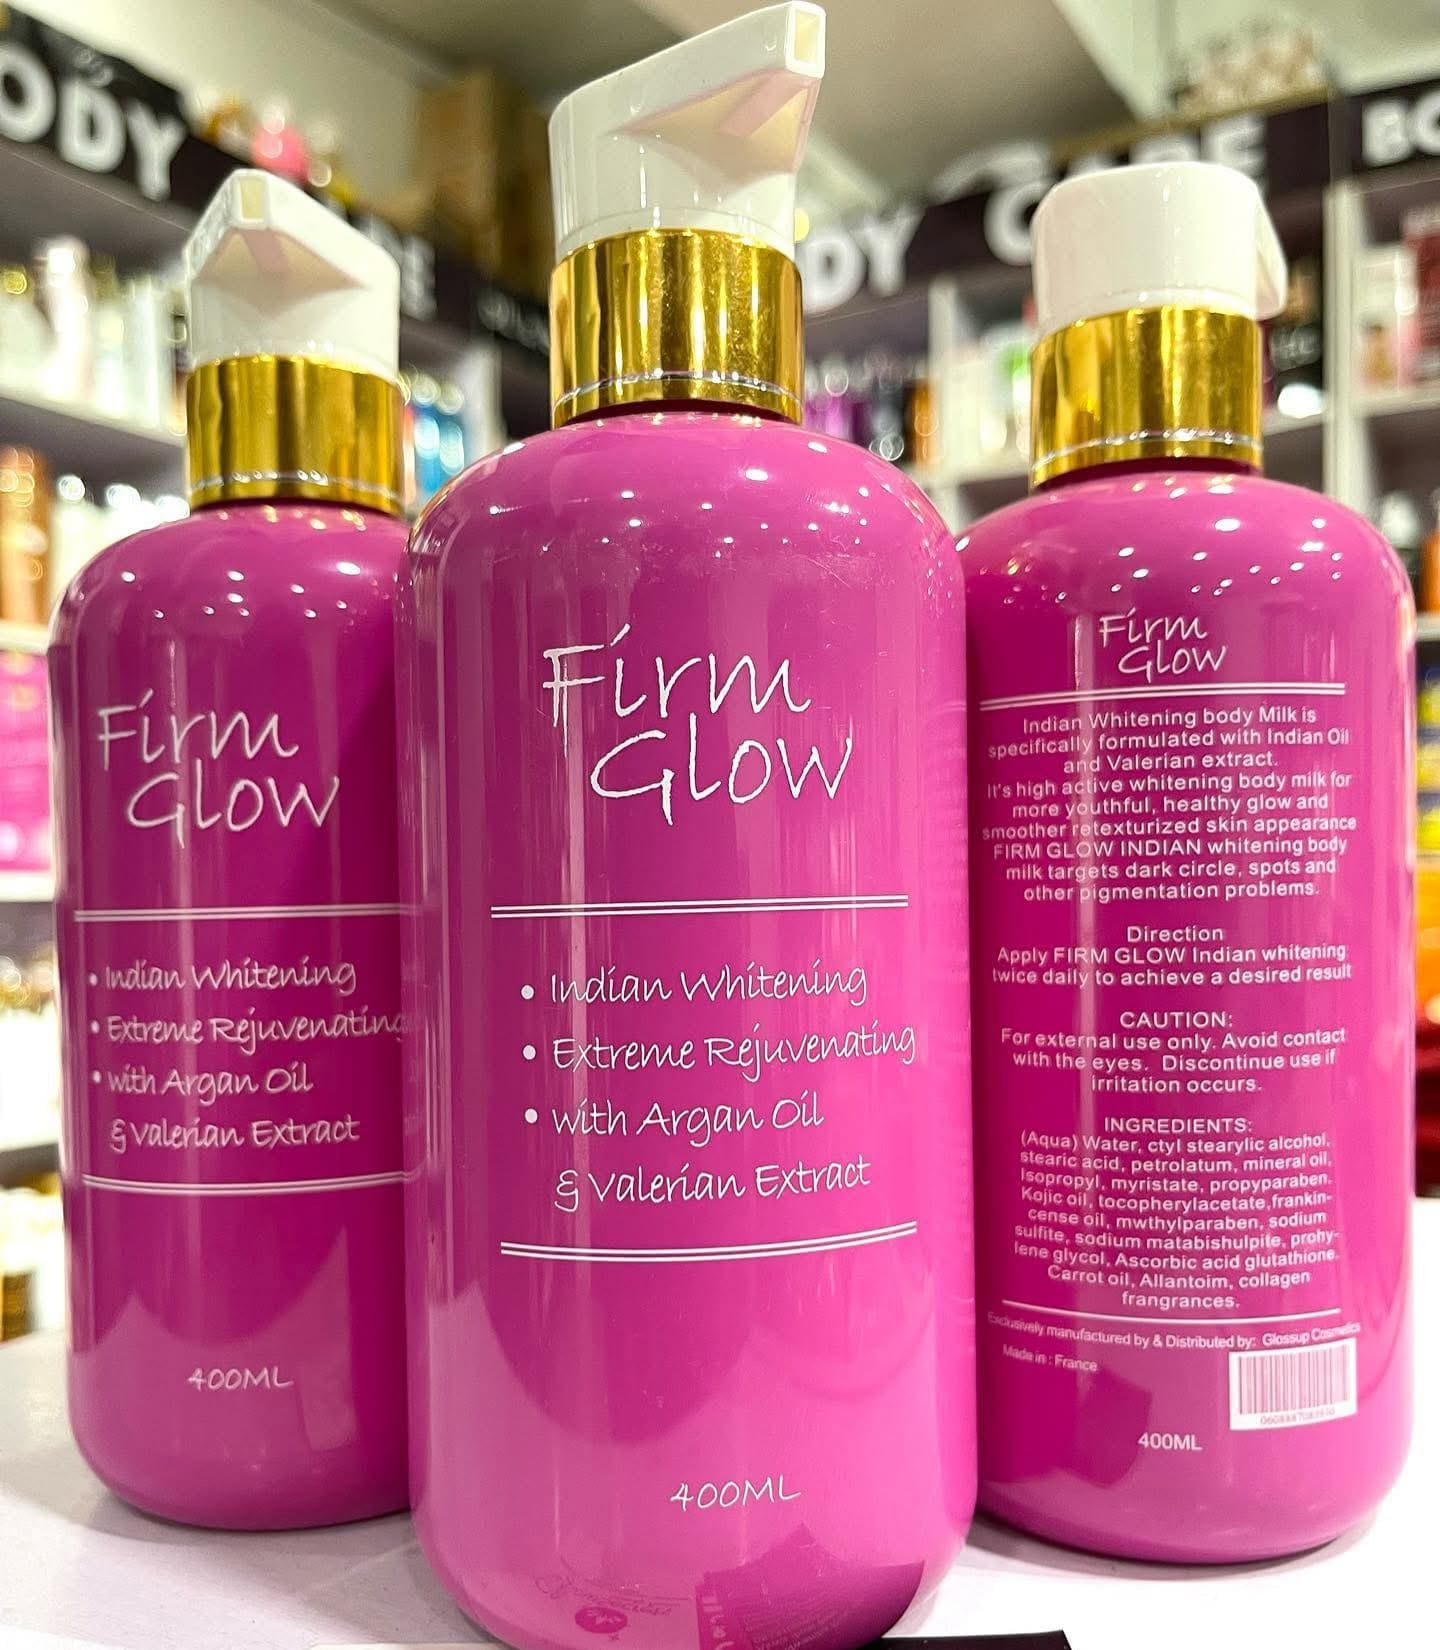 BODY
CARE
Firm
Glow
• Indian Whitening
• Extreme Rejuvenating
• with Argan Oil
& Valerian Extract
400ML
Firm
Glow
• Indian Whitening
• Extreme Rejuvenating
• with Argan Oil
& Valerian Extract
400ML
Firm
Glow
Indian Whitening body Milk is
specifically formulated with Indian Oil
and Valerian extract.
It's high active whitening body milk for
more youthful, healthy glow and
smoother retexturized skin appearance
FIRM GLOW INDIAN whitening body
milk targets dark circle, spots and
other pigmentation problems.
Direction
Apply FIRM GLOW Indian whitening
twice daily to achieve a desired result
CAUTION:
For external use only. Avoid contact
with the eyes. Discontinue use if
irritation occurs.
INGREDIENTS:
(Aqua) Water, ctyl stearylic alcohol,
stearic acid, petrolatum, mineral oil,
Isopropyl, myristate, propyparaben.
Kojic oil, tocopherylacetate,frankin-
cense oil, mwthylparaben, sodium
sulfite, sodium matabishulpite, prohy-
lene glycol, Ascorbic acid glutathione.
Carrot oil, Allantoim, collagen
frangrances.
Exclusively manufactured by & Distributed by: Glossup Cosmetics
Made in : France
400ML